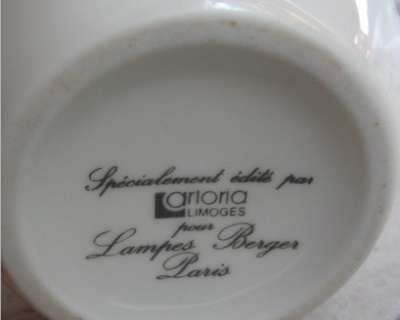 Spécialement édité par
artoria
LIMOGES
pour
Lampes Berger
Paris